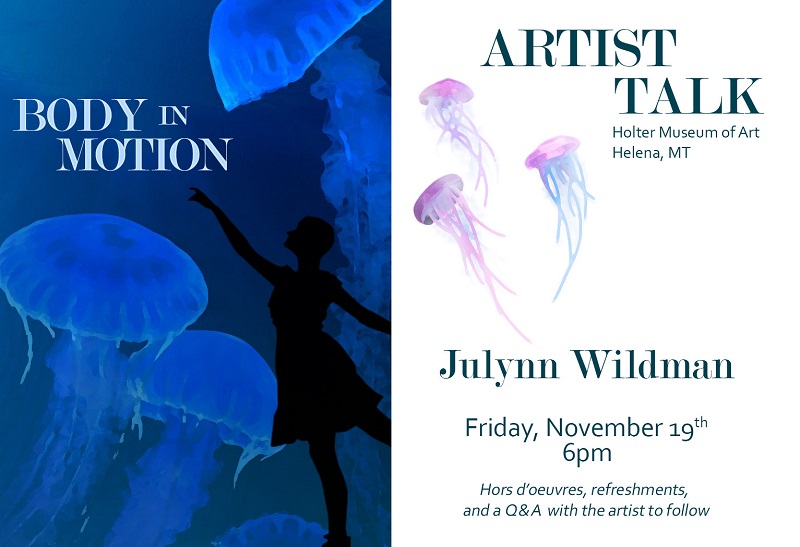 BODY IN
MOTION
ARTIST
TALK
Holter Museum of Art
Helena, MT
Julynn Wildman
Friday, November 19th
6pm
Hors d'oeuvres, refreshments,
and a Q&A with the artist to follow